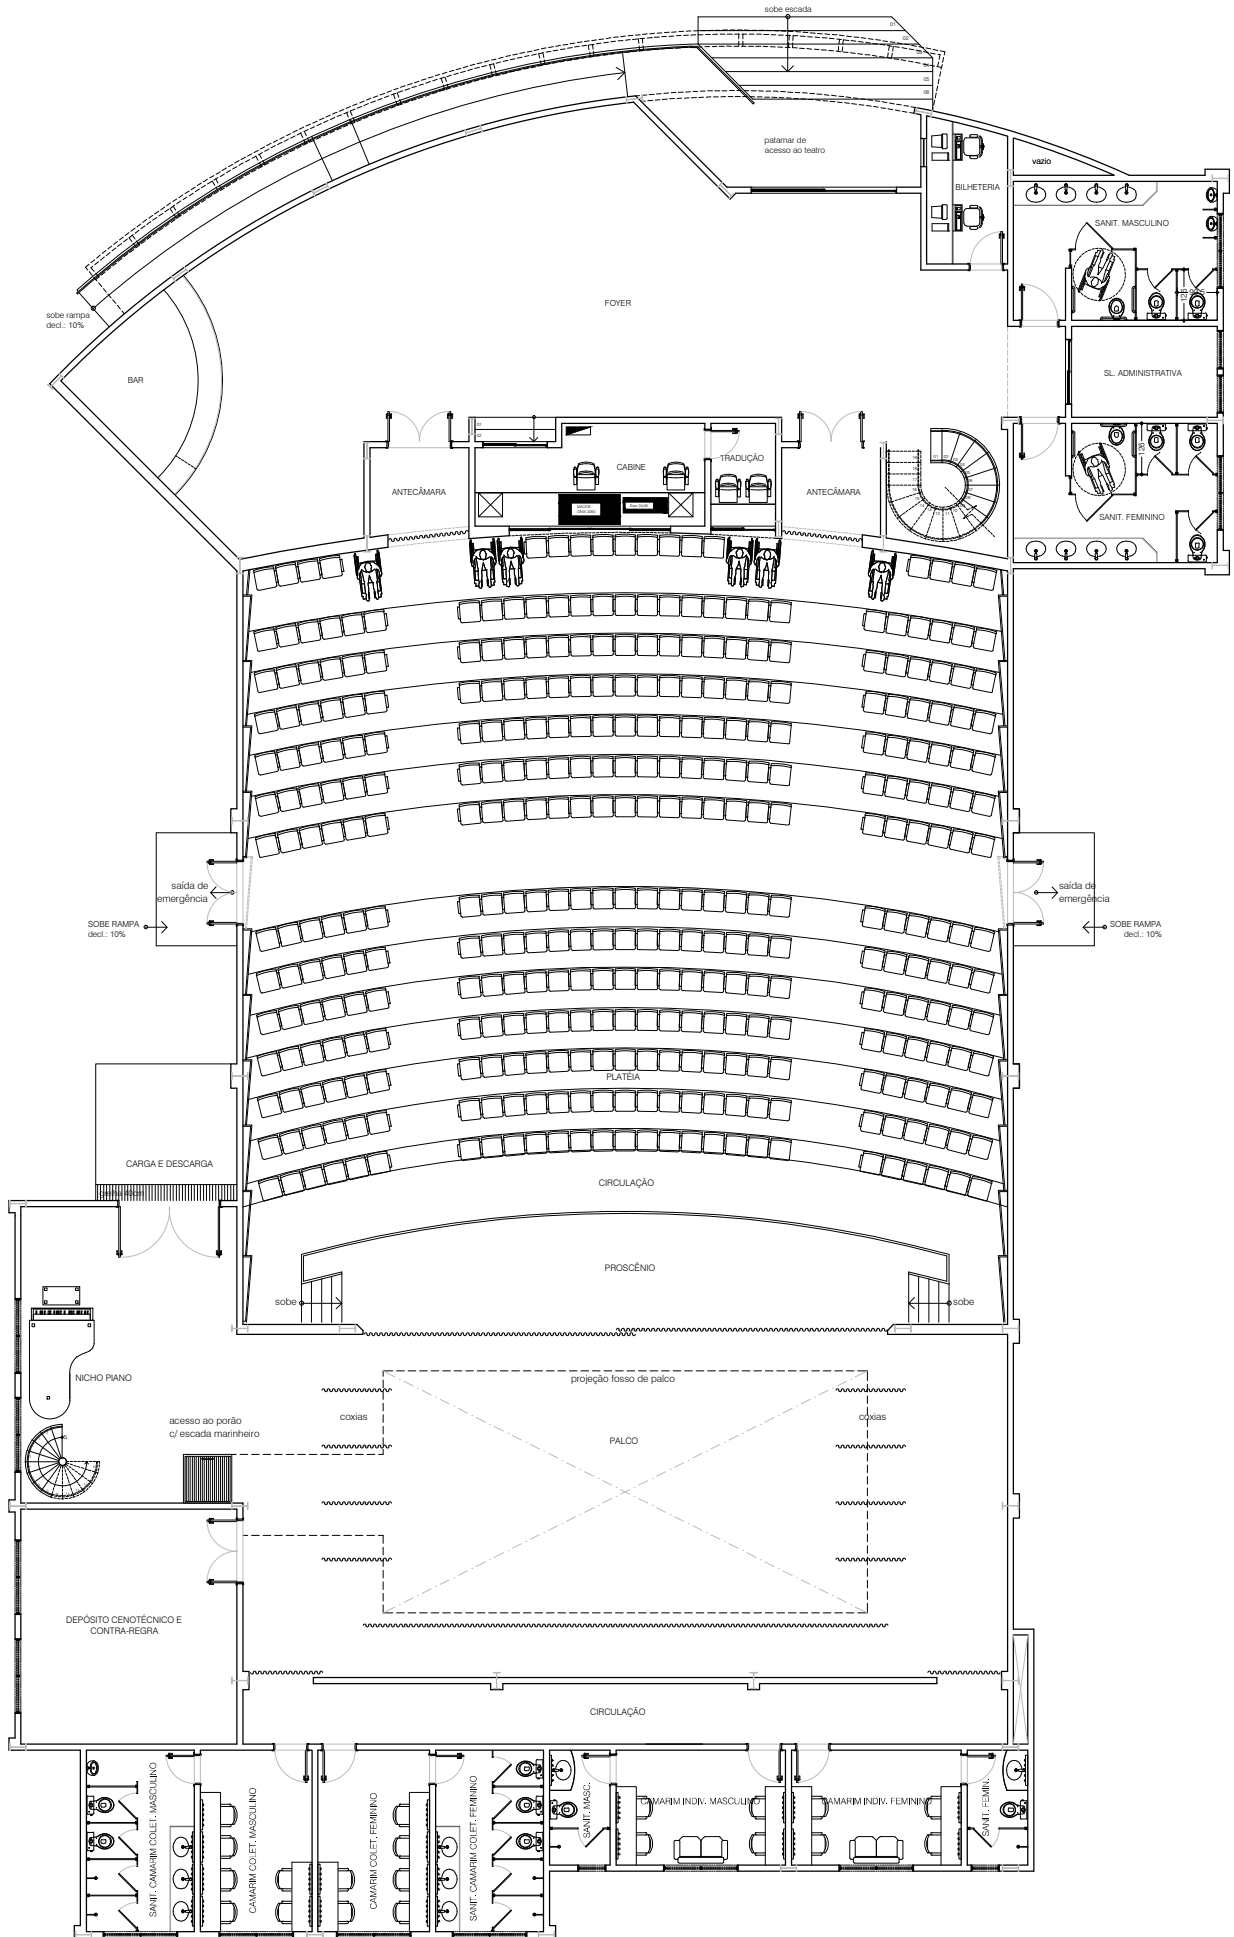 sobe escada
01
02
03
04
05
06
patamar de
acesso ao teatro
vazio
BILHETERIA
SANIT. MASCULINO
FOYER
sobe rampa
decl.: 10%
BAR
SL. ADMINISTRATIVA
01
02
CABINE
TRADUÇÃO
126
ANTECÂMARA
ANTECÂMARA
SANIT. FEMININO
saída de
emergência
saída de
emergência
SOBE RAMPA
decl.: 10%
SOBE RAMPA
decl.: 10%
PLATÉIA
CARGA E DESCARGA
grelha 40cm
CIRCULAÇÃO
PROSCÊNIO
sobe
sobe
NICHO PIANO
projeção fosso de palco
coxias
coxias
acesso ao porão
c/ escada marinheiro
PALCO
DEPÓSITO CENOTÉCNICO E
CONTRA-REGRA
CIRCULAÇÃO
SANIT. CAMARIM COLET. MASCULINO
CAMARIM COLET. MASCULINO
CAMARIM COLET. FEMININO
SANIT. CAMARIM COLET. FEMININO
SANIT. MASC.
CAMARIM INDIV. MASCULINO
CAMARIM INDIV. FEMININO
SANIT. FEMIN.